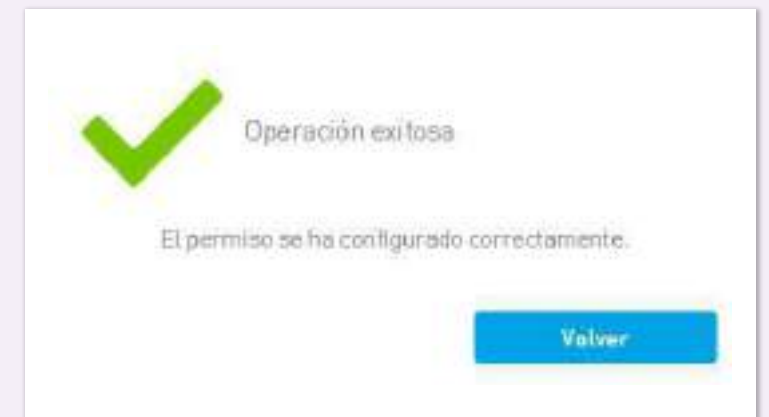 Operación exitosa
El permiso se ha configurado correctamente.
Volver